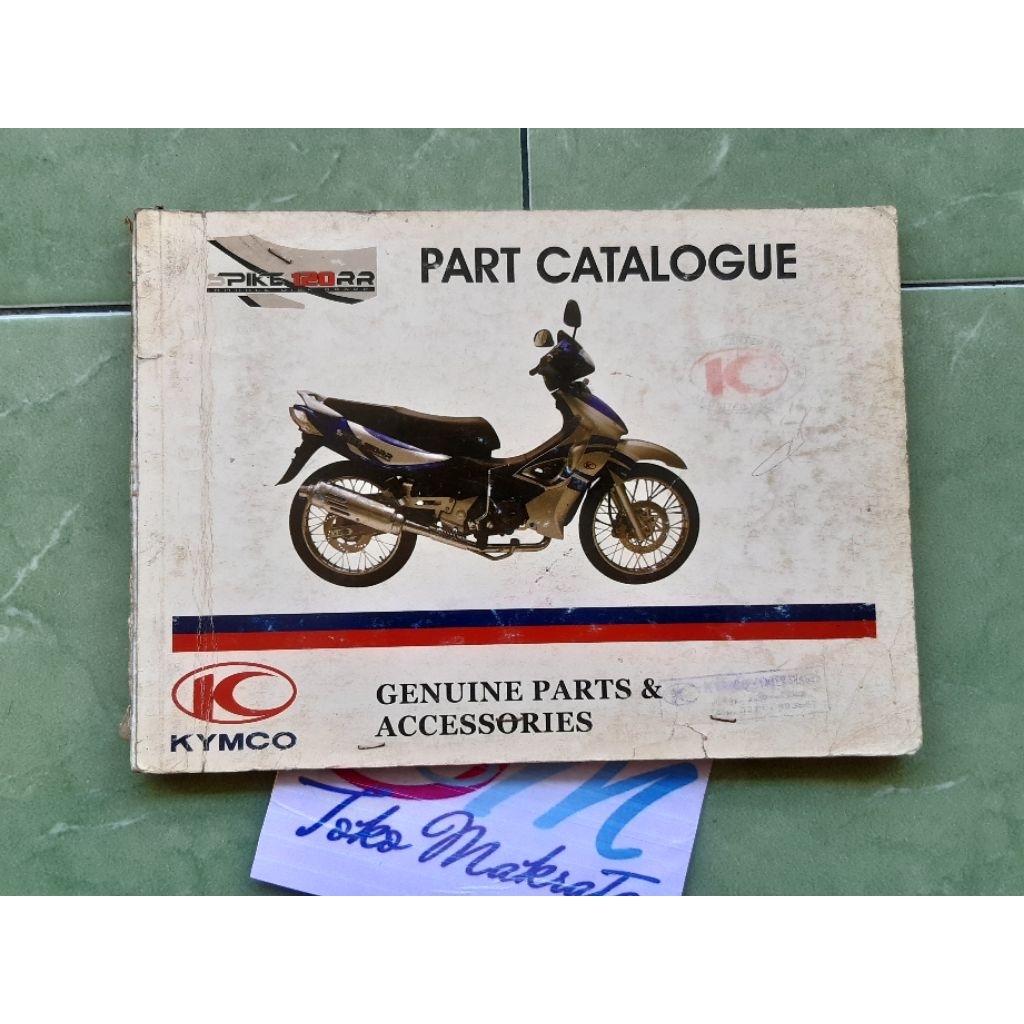 SPIKE 120RR
PART CATALOGUE
KYMCO
GENUINE PARTS &
ACCESSORIES
Toko Makrata